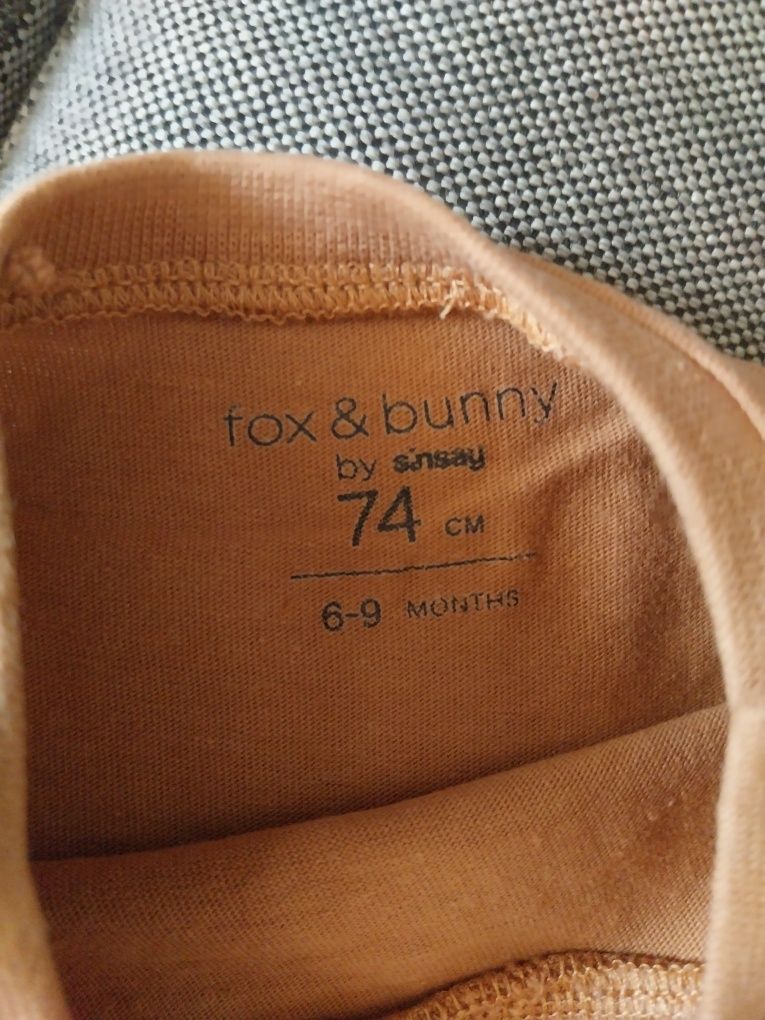 fox & bunny
by sinsay
74 CM
6-9 MONTHS